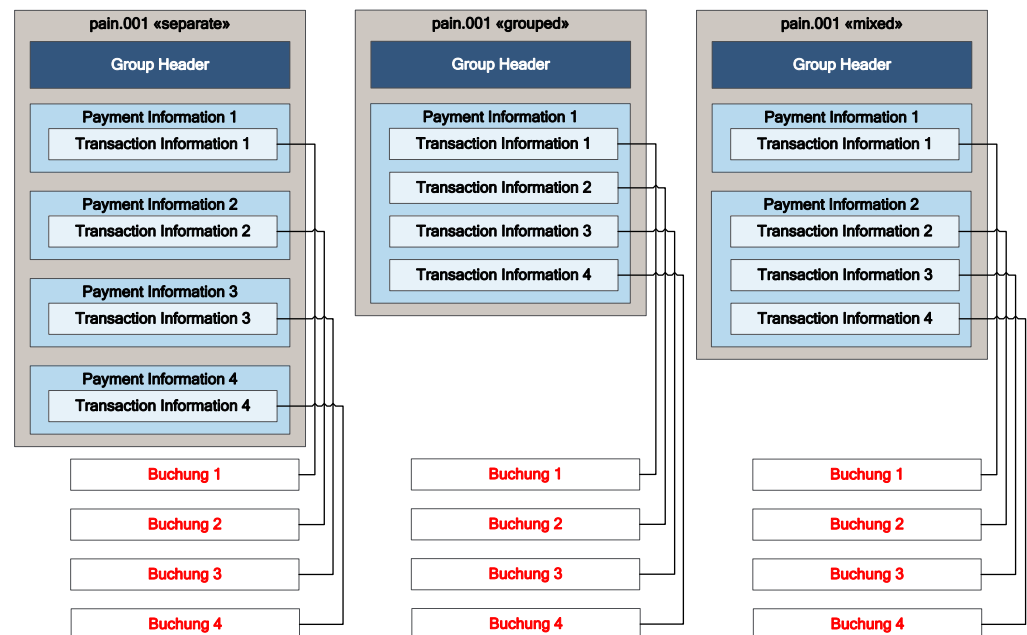 pain.001 «separate»
Group Header
Payment Information 1
Transaction Information 1
Payment Information 2
Transaction Information 2
Payment Information 3
Transaction Information 3
Payment Information 4
Transaction Information 4
Buchung 1
Buchung 2
Buchung 3
Buchung 4
pain.001 «grouped»
Group Header
Payment Information 1
Transaction Information 1
Transaction Information 2
Transaction Information 3
Transaction Information 4
Buchung 1
Buchung 2
Buchung 3
Buchung 4
pain.001 «mixed»
Group Header
Payment Information 1
Transaction Information 1
Payment Information 2
Transaction Information 2
Transaction Information 3
Transaction Information 4
Buchung 1
Buchung 2
Buchung 3
Buchung 4